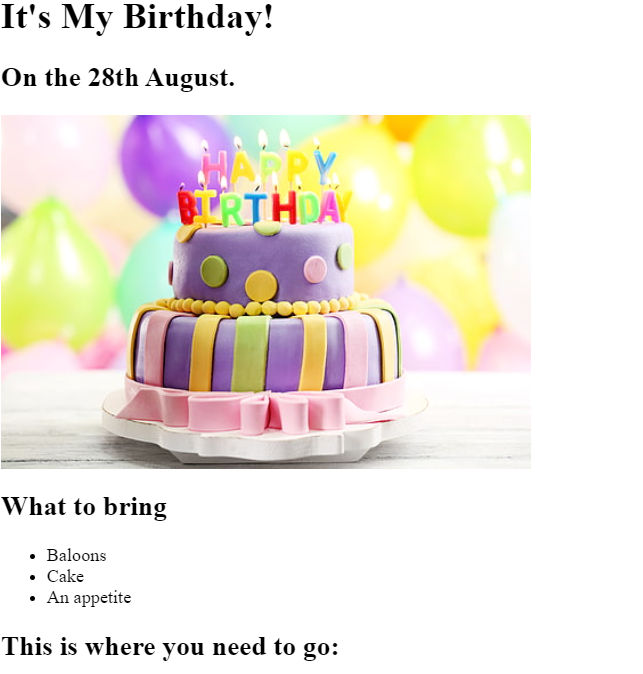 It's My Birthday!
On the 28th August.
HAPPY
BIRTHDAY
What to bring
Baloons
Cake
An appetite
This is where you need to go: